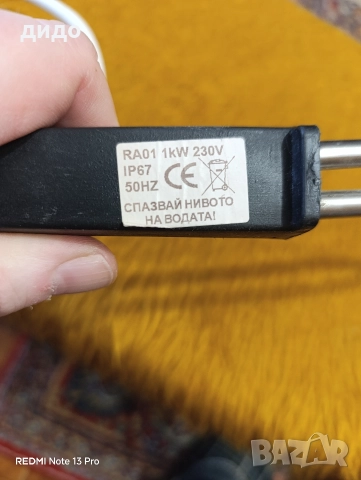 дидо
RA01 1kW 230V
IP67
50HZ CE
СПАЗВАЙ НИВОТО
НА ВОДАТА!
REDMI Note 13 Pro
BAZAR